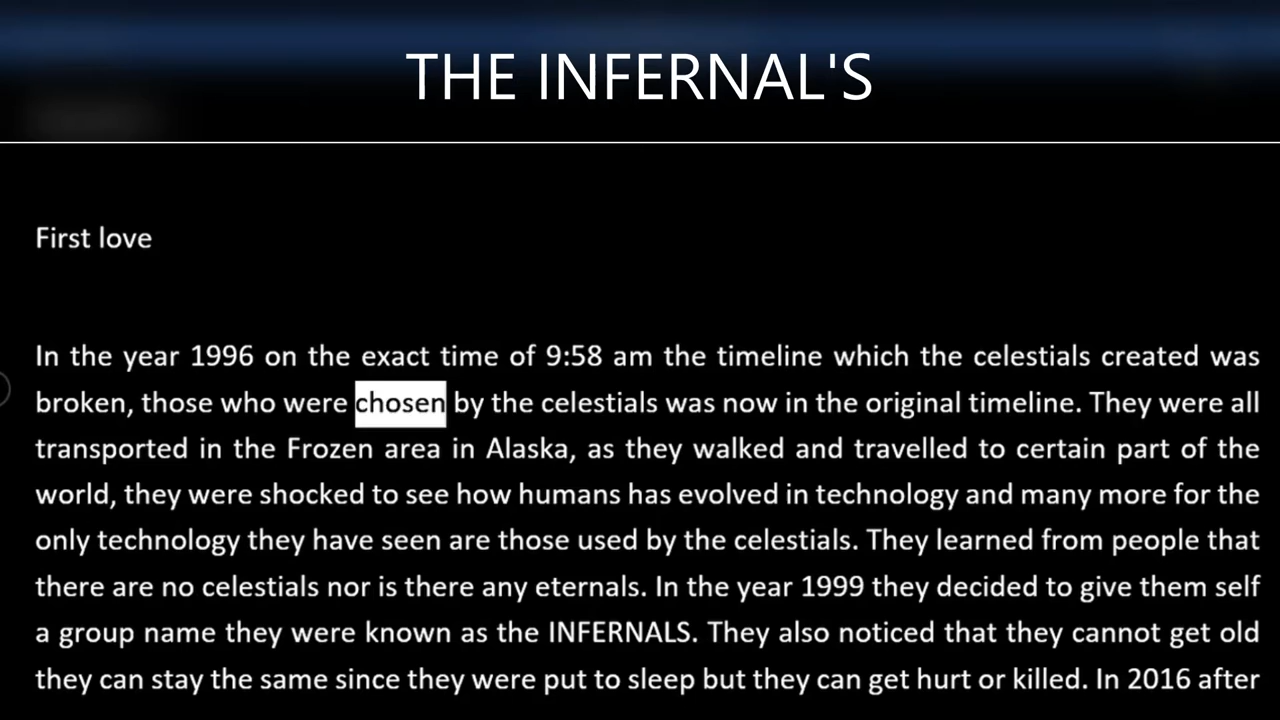 THE INFERNAL'S
First love
In the year 1996 on the exact time of 9:58 am the timeline which the celestials created was
broken, those who were chosen by the celestials was now in the original timeline. They were all
transported in the Frozen area in Alaska, as they walked and travelled to certain part of the
world, they were shocked to see how humans has evolved in technology and many more for the
only technology they have seen are those used by the celestials. They learned from people that
there are no celestials nor is there any eternals. In the year 1999 they decided to give them self
a group name they were known as the INFERNALS. They also noticed that they cannot get old
they can stay the same since they were put to sleep but they can get hurt or killed. In 2016 after